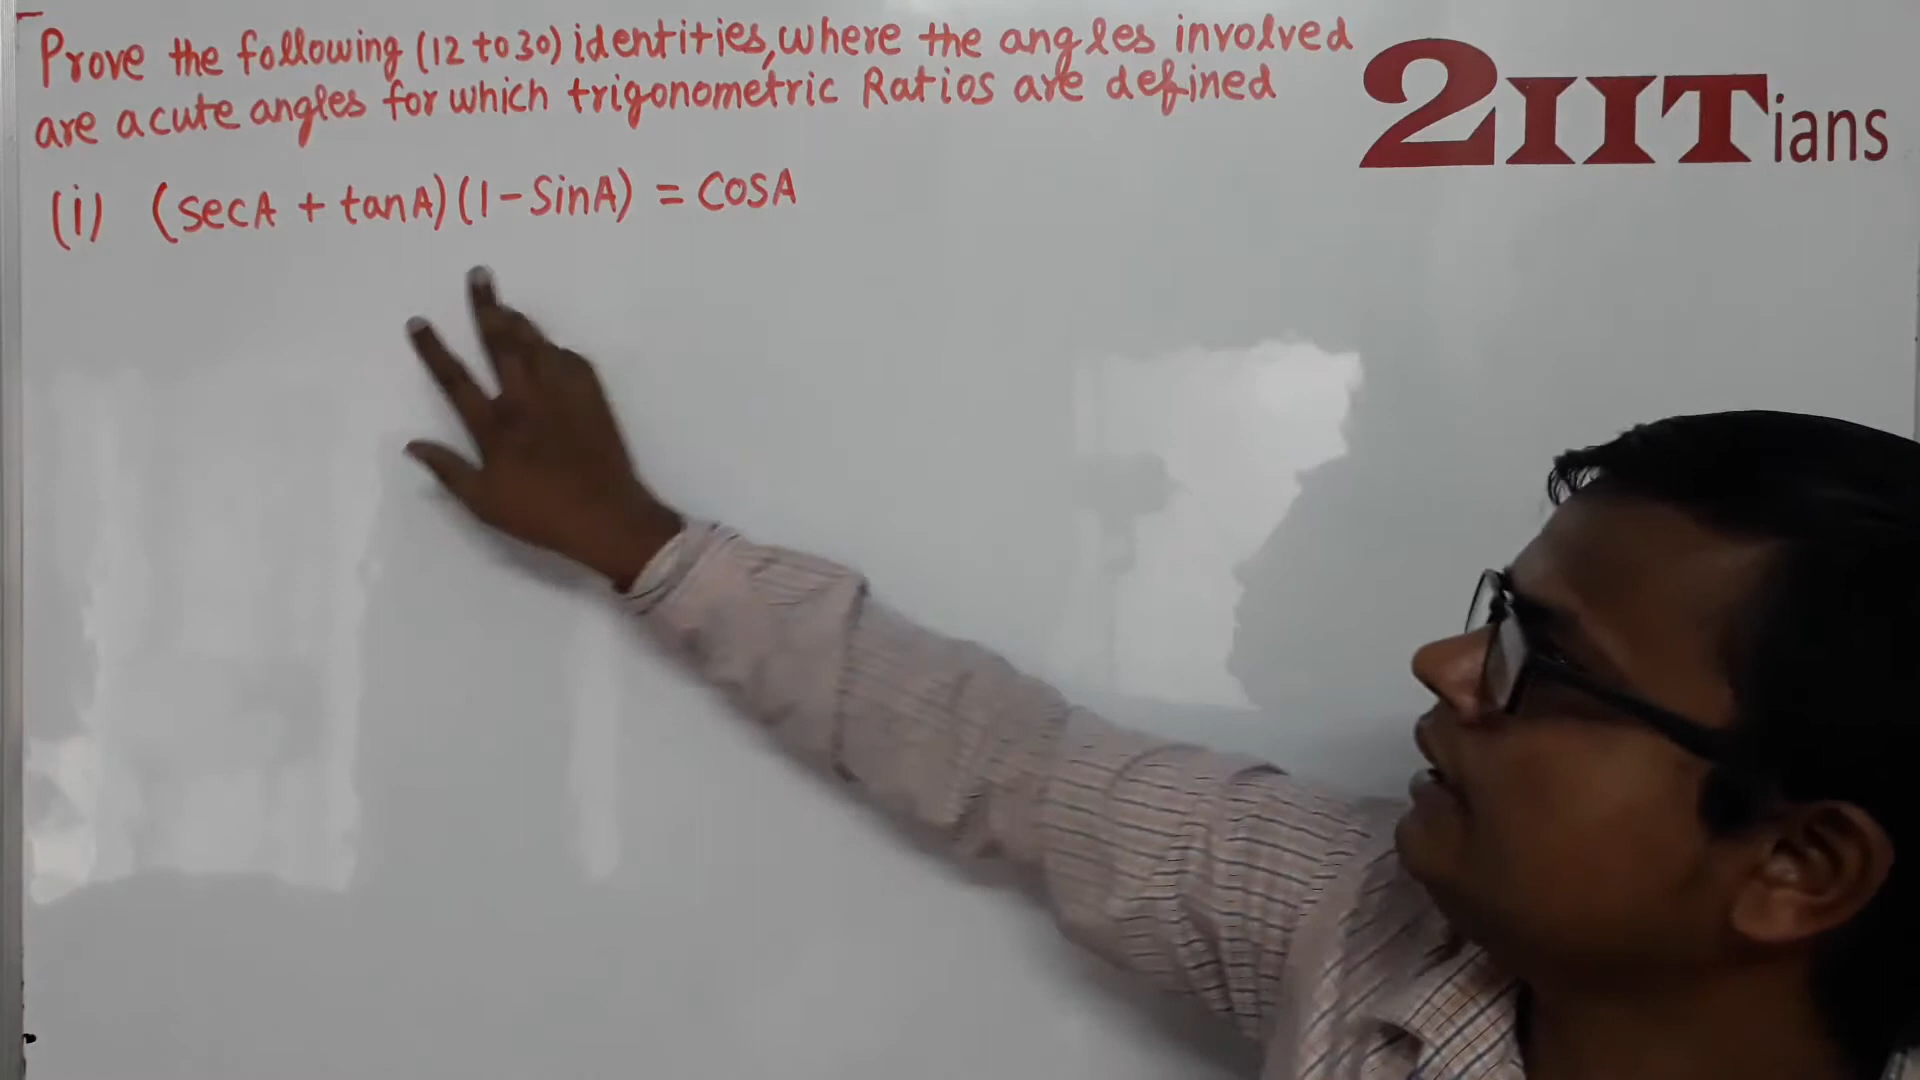 Prove the following (12 to 30) identities, where the angles involved
are acute angles for which trigonometric Ratios are defined
2IITians
(i) (secA + tanA) (1 - SinA) = COSA